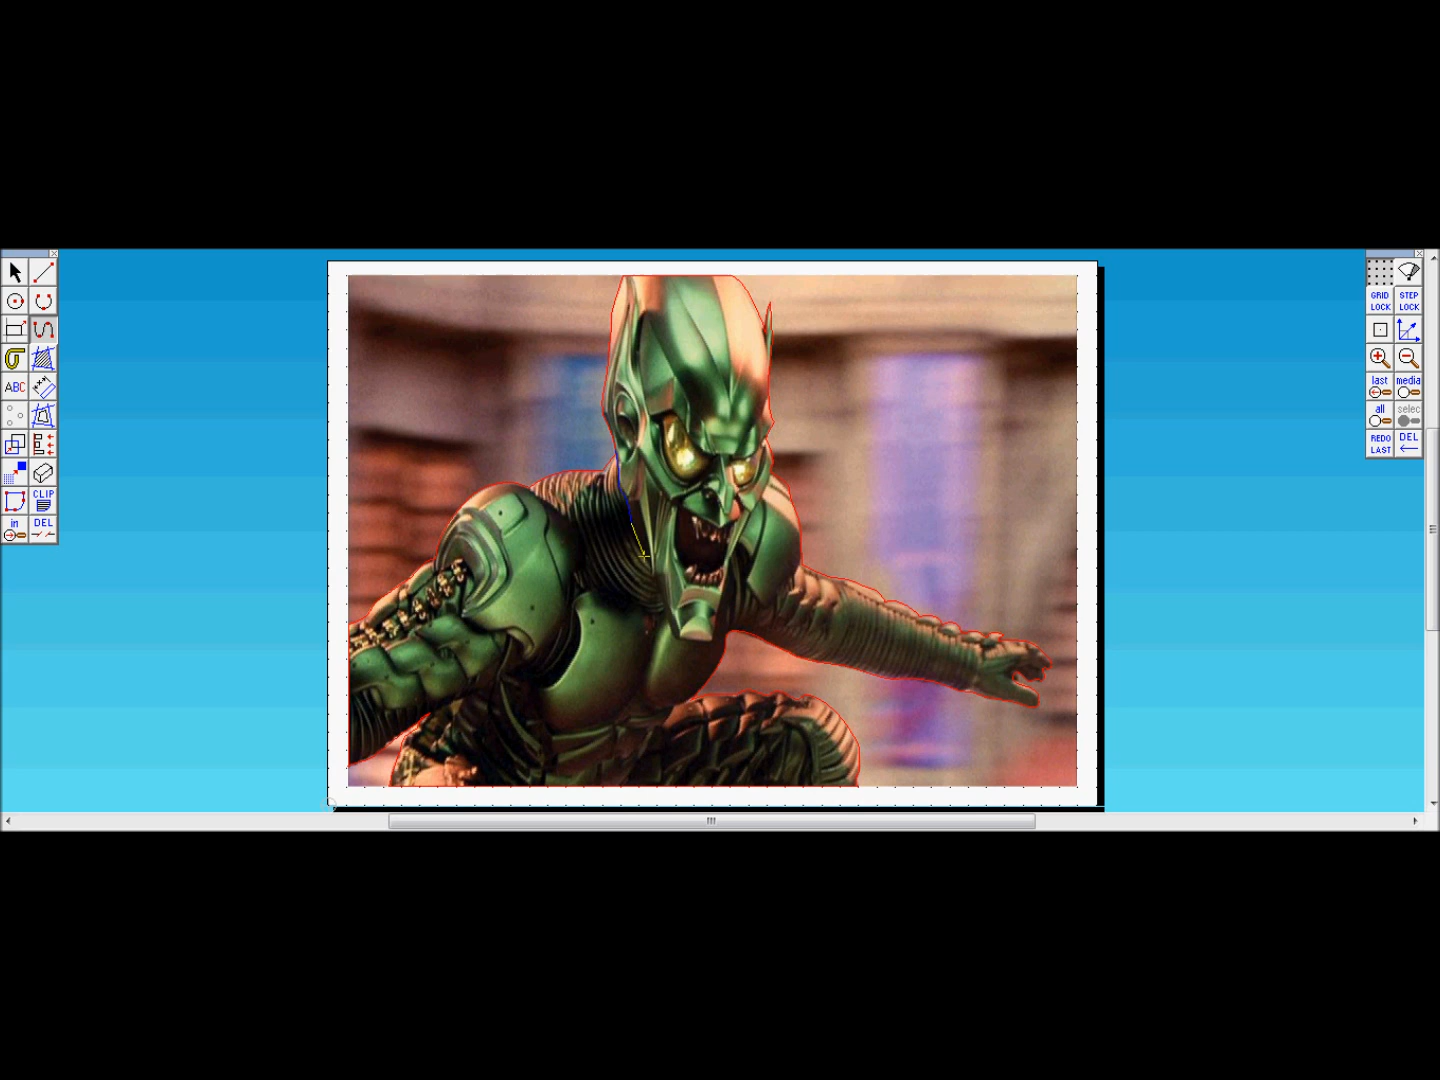 ABC
CLIP
in
DEL
GRID
LOCK
STEP
LOCK
last
media
all
selec
REDO
LAST
DEL